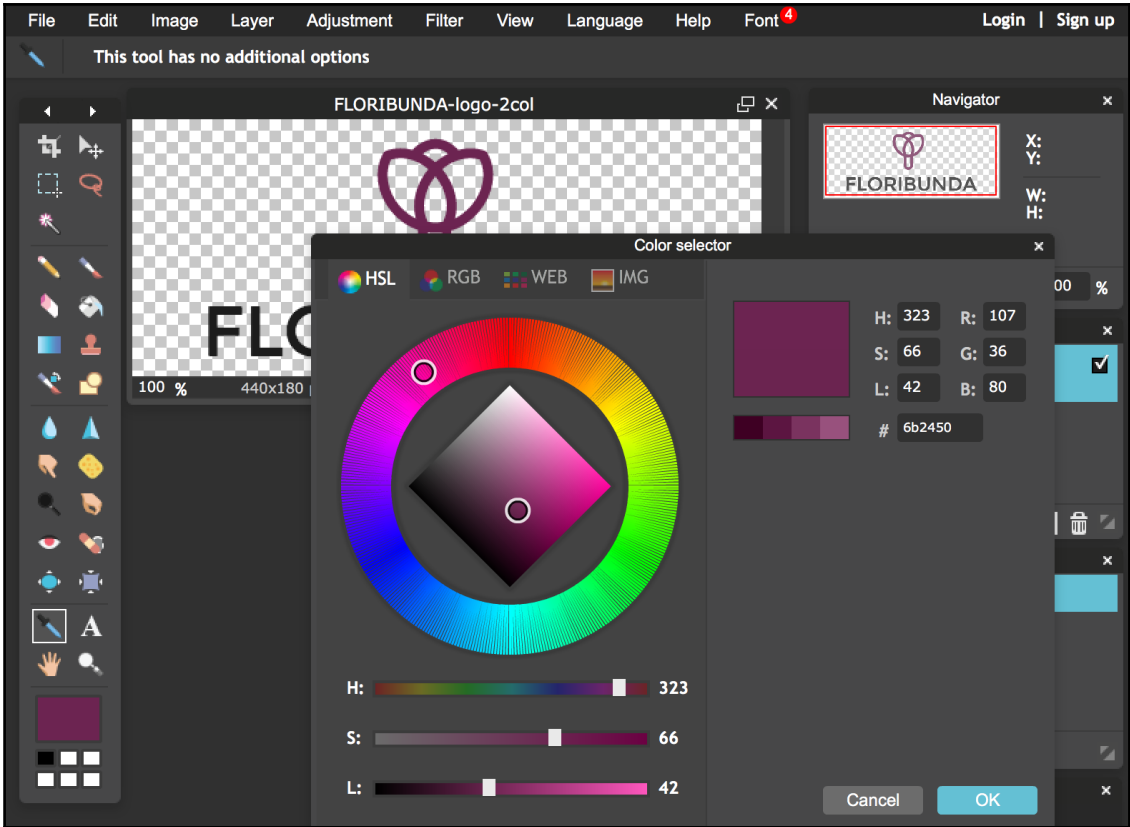 File Edit Image Layer Adjustment Filter View Language Help Font 4 Login | Sign up
This tool has no additional options
FLORIBUNDA-logo-2col
Navigator
X:
Y:
FLORIBUNDA
W:
H:
Color selector
HSL RGB WEB IMG
00 %
H: 323 R: 107
S: 66 G: 36
L: 42 B: 80
# 6b2450
FLO
100 % 440x180
A
H: 323
S: 66
L: 42
Cancel OK